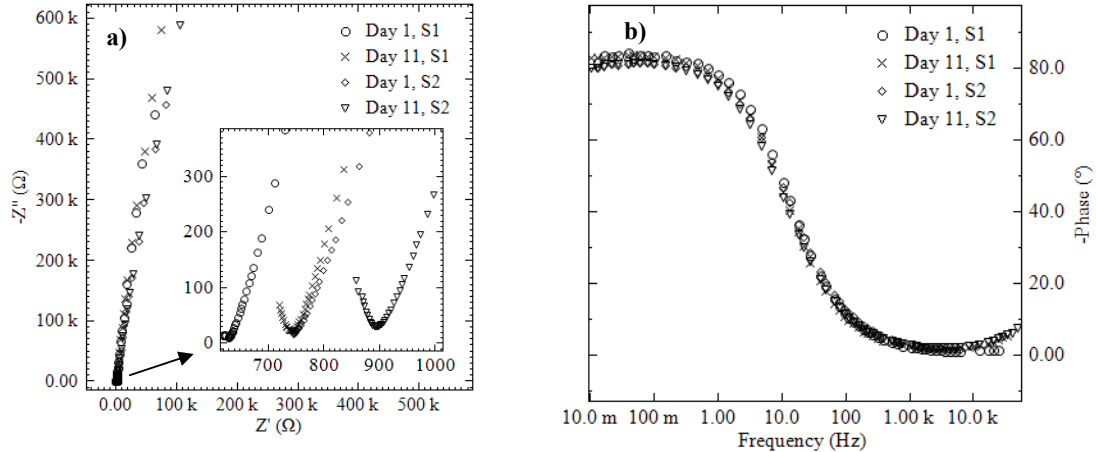 a)
Day 1, S1
Day 11, S1
Day 1, S2
Day 11, S2
600 k
500 k
400 k
300 k
200 k
100 k
0.00
-Z" (Ω)
300
200
100
0
700 800 900 1000
0.00 100 k 200 k 300 k 400 k 500 k
Z' (Ω)
b)
Day 1, S1
Day 11, S1
Day 1, S2
Day 11, S2
80.0
60.0
40.0
20.0
0.00
-Phase (°)
10.0 m 100 m 1.00 10.0 100 1.00 k 10.0 k
Frequency (Hz)